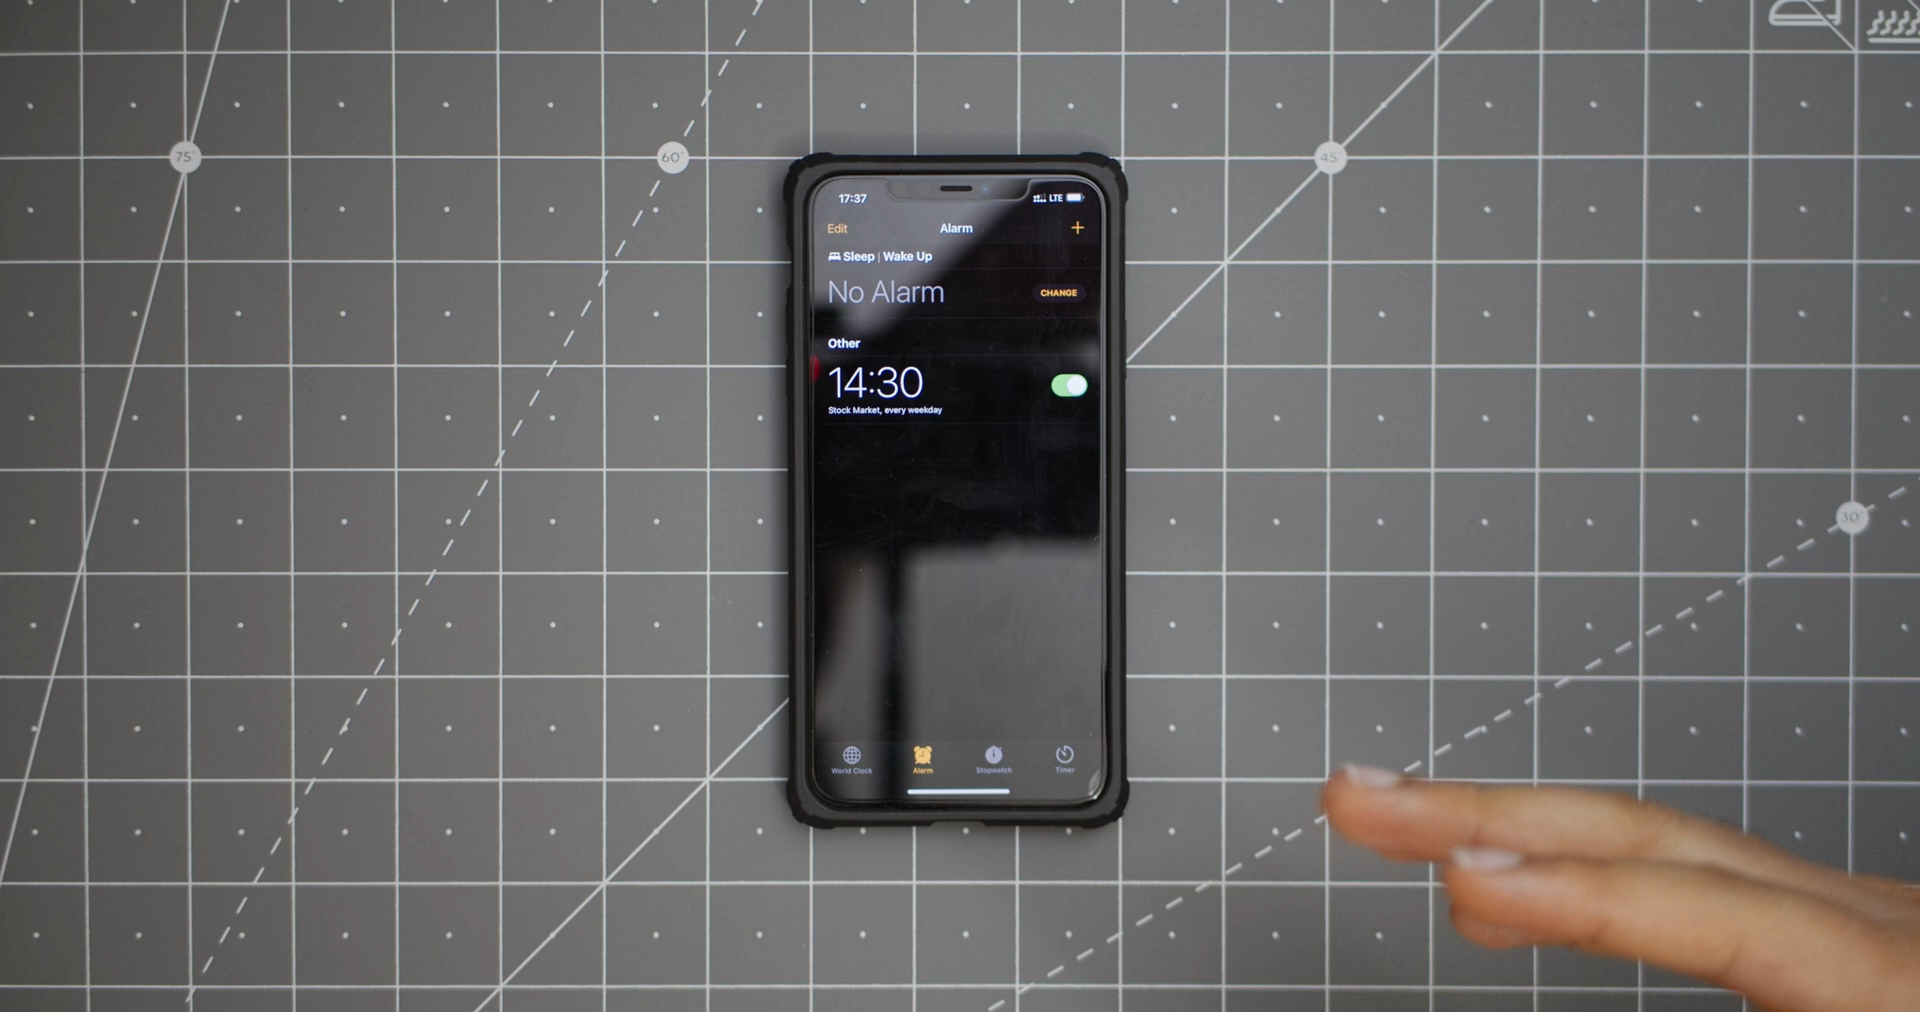 75°
60°
45°
30°
17:37 LTE
Edit Alarm +
Sleep | Wake Up
No Alarm CHANGE
Other
14:30
Stock Market, every weekday
World Clock Alarm Stopwatch Timer